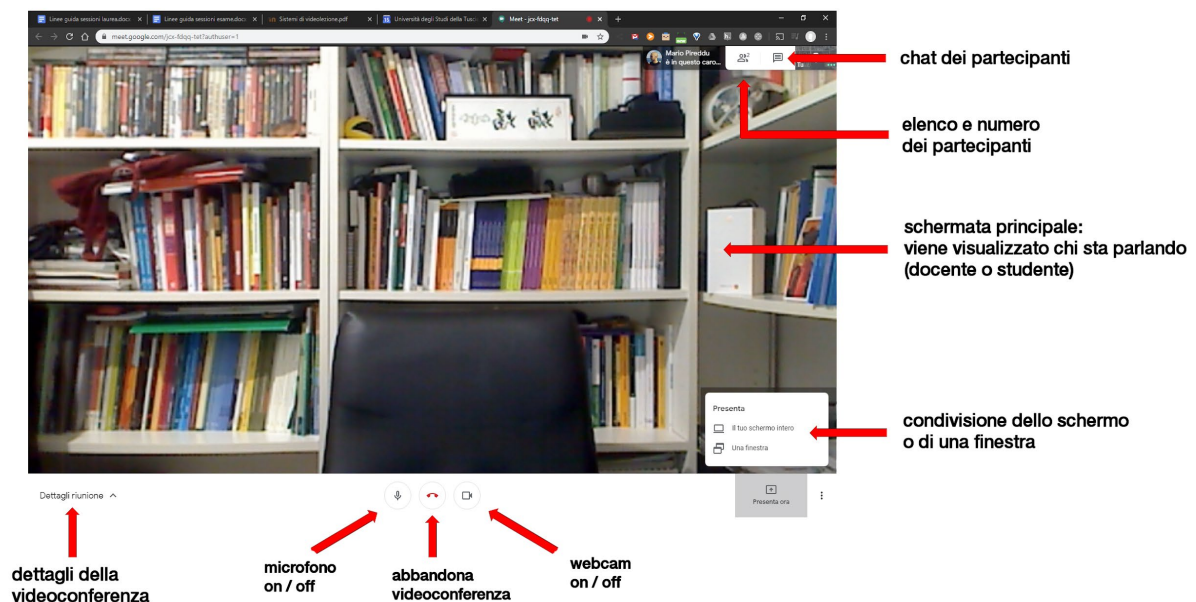 Linee guida sessioni laurea.docx
Linee guida sessioni esame.docx
Sistemi di videolezione.pdf
Università degli Studi della Tuscia
Meet - jcx-fdqq-tet
meet.google.com/jcx-fdqq-tet?authuser=1
Mario Pireddu
è in questo caro...
2
chat dei partecipanti
elenco e numero
dei partecipanti
schermata principale:
viene visualizzato chi sta parlando
(docente o studente)
Presenta
Il tuo schermo intero
Una finestra
condivisione dello schermo
o di una finestra
Dettagli riunione
Presenta ora
dettagli della
videoconferenza
microfono
on / off
abbandona
videoconferenza
webcam
on / off